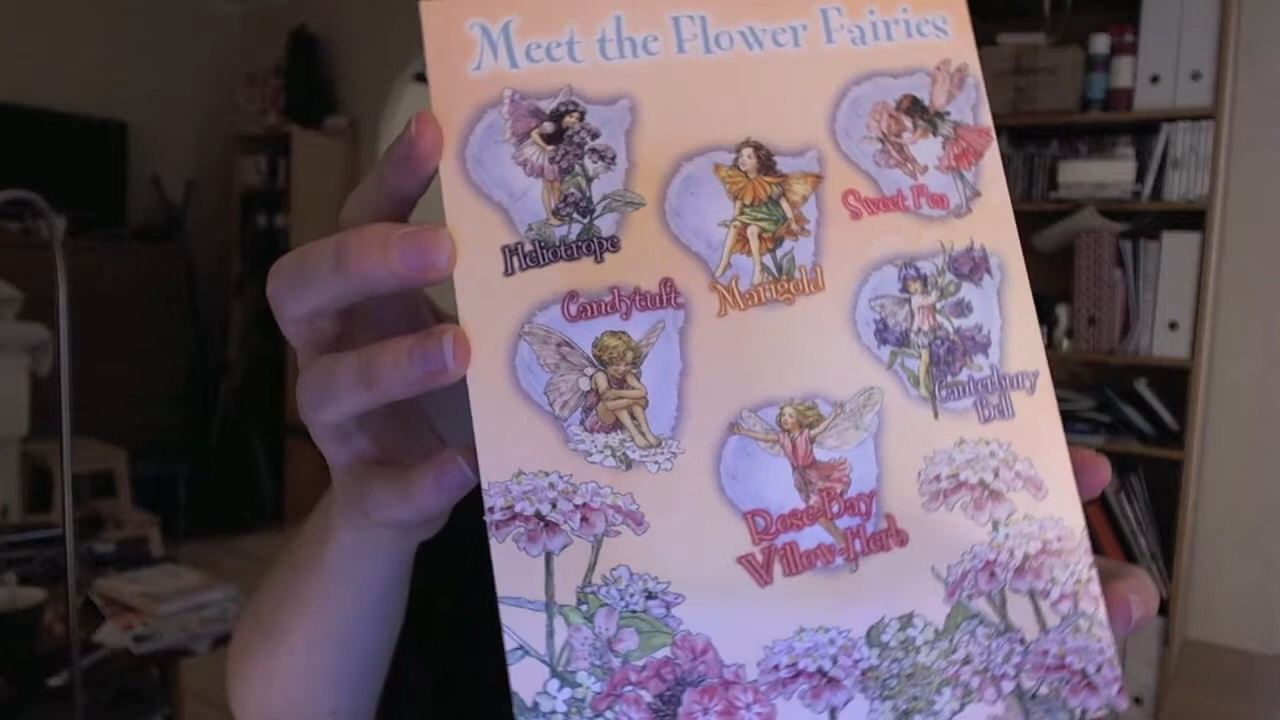 Meet the Flower Fairies
Heliotrope
Marigold
Sweet Pea
Candytuft
Canterbury
Bell
Rose-Bay
Willow-Herb